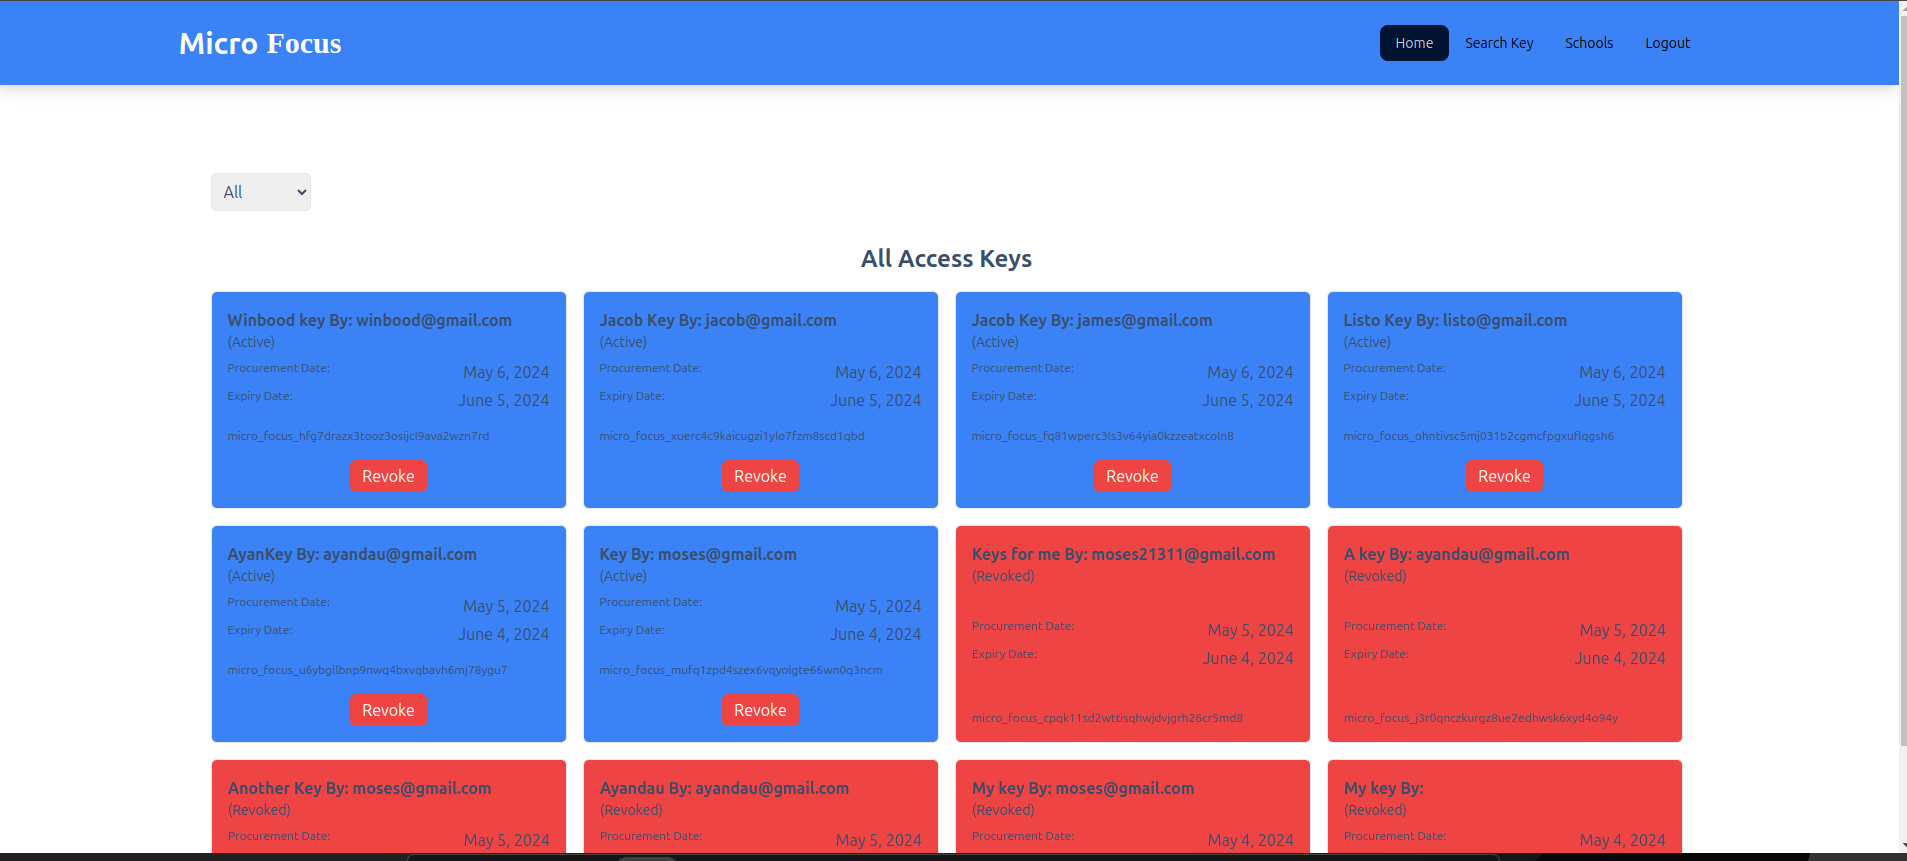 Micro Focus
Home Search Key Schools Logout
All
All Access Keys
Winbood key By: winbood@gmail.com
(Active)
Procurement Date: May 6, 2024
Expiry Date: June 5, 2024
micro_focus_hfg7drazx3tooz3osijcl9ava2wzn7rd
Revoke
Jacob Key By: jacob@gmail.com
(Active)
Procurement Date: May 6, 2024
Expiry Date: June 5, 2024
micro_focus_xuerc4c9kaicugzi1ylo7fzm8scd1qbd
Revoke
Jacob Key By: james@gmail.com
(Active)
Procurement Date: May 6, 2024
Expiry Date: June 5, 2024
micro_focus_fq81wperc3ls3v64yia0kzzeatxcoln8
Revoke
Listo Key By: listo@gmail.com
(Active)
Procurement Date: May 6, 2024
Expiry Date: June 5, 2024
micro_focus_ohntivsc5mj031b2cgmcfpgxuflqgsh6
Revoke
AyanKey By: ayandau@gmail.com
(Active)
Procurement Date: May 5, 2024
Expiry Date: June 4, 2024
micro_focus_u6ybgllbnp9nwq4bxvqbavh6mj78ygu7
Revoke
Key By: moses@gmail.com
(Active)
Procurement Date: May 5, 2024
Expiry Date: June 4, 2024
micro_focus_mufq1zpd4szex6vqyolgte66wn0q3ncm
Revoke
Keys for me By: moses21311@gmail.com
(Revoked)
Procurement Date: May 5, 2024
Expiry Date: June 4, 2024
micro_focus_cpqk11sd2wttisqhwjdvjgrh26cr5md8
A key By: ayandau@gmail.com
(Revoked)
Procurement Date: May 5, 2024
Expiry Date: June 4, 2024
micro_focus_j3r0qnczkurgz8ue2edhwsk6xyd4o94y
Another Key By: moses@gmail.com
(Revoked)
Procurement Date: May 5, 2024
Ayandau By: ayandau@gmail.com
(Revoked)
Procurement Date: May 5, 2024
My key By: moses@gmail.com
(Revoked)
Procurement Date: May 4, 2024
My key By:
(Revoked)
Procurement Date: May 4, 2024